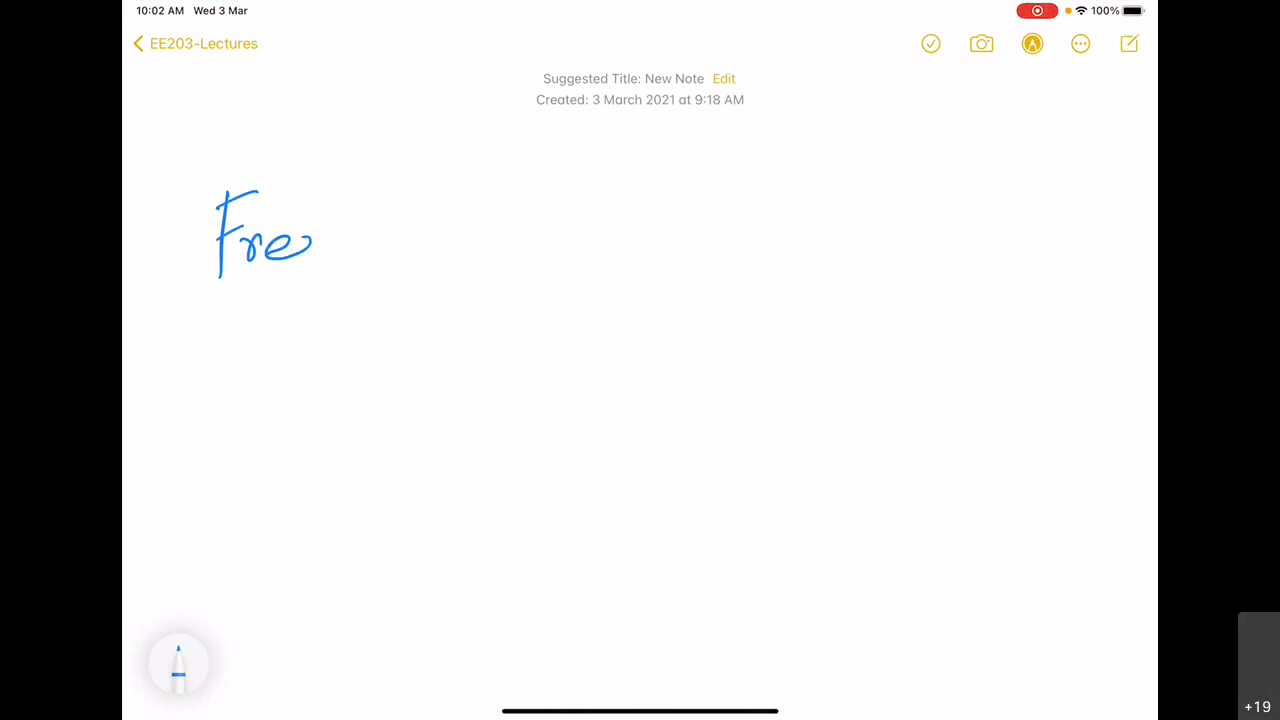 10:02 AM Wed 3 Mar
100%
EE203-Lectures
Suggested Title: New Note Edit
Created: 3 March 2021 at 9:18 AM
Fre
+19